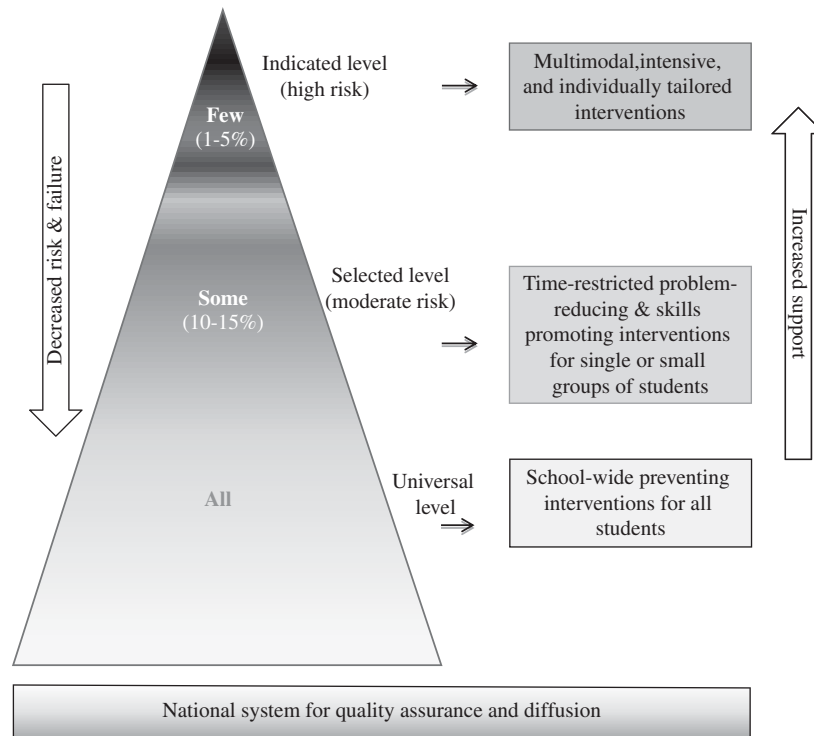 Indicated level
(high risk)
Multimodal,intensive,
and individually tailored
interventions
Few
(1-5%)
Decreased risk & failure
Increased support
Selected level
(moderate risk)
Some
(10-15%)
Time-restricted problem-
reducing & skills
promoting interventions
for single or small
groups of students
Universal
level
All
School-wide preventing
interventions for all
students
National system for quality assurance and diffusion